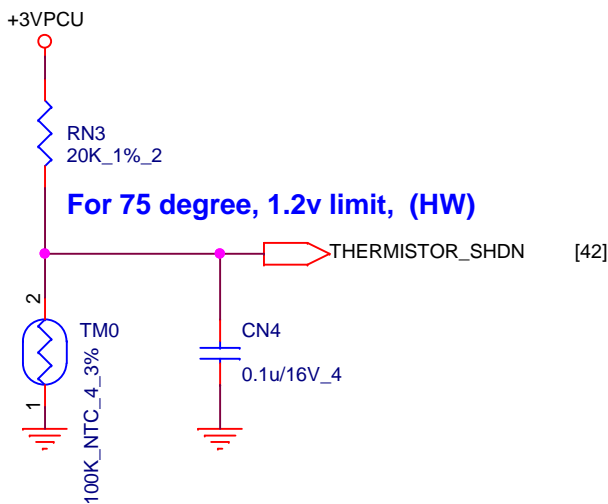 +3VPCU
RN3
20K_1%_2
For 75 degree, 1.2v limit, (HW)
THERMISTOR_SHDN [42]
2
TM0
1
100K_NTC_4_3%
CN4
0.1u/16V_4